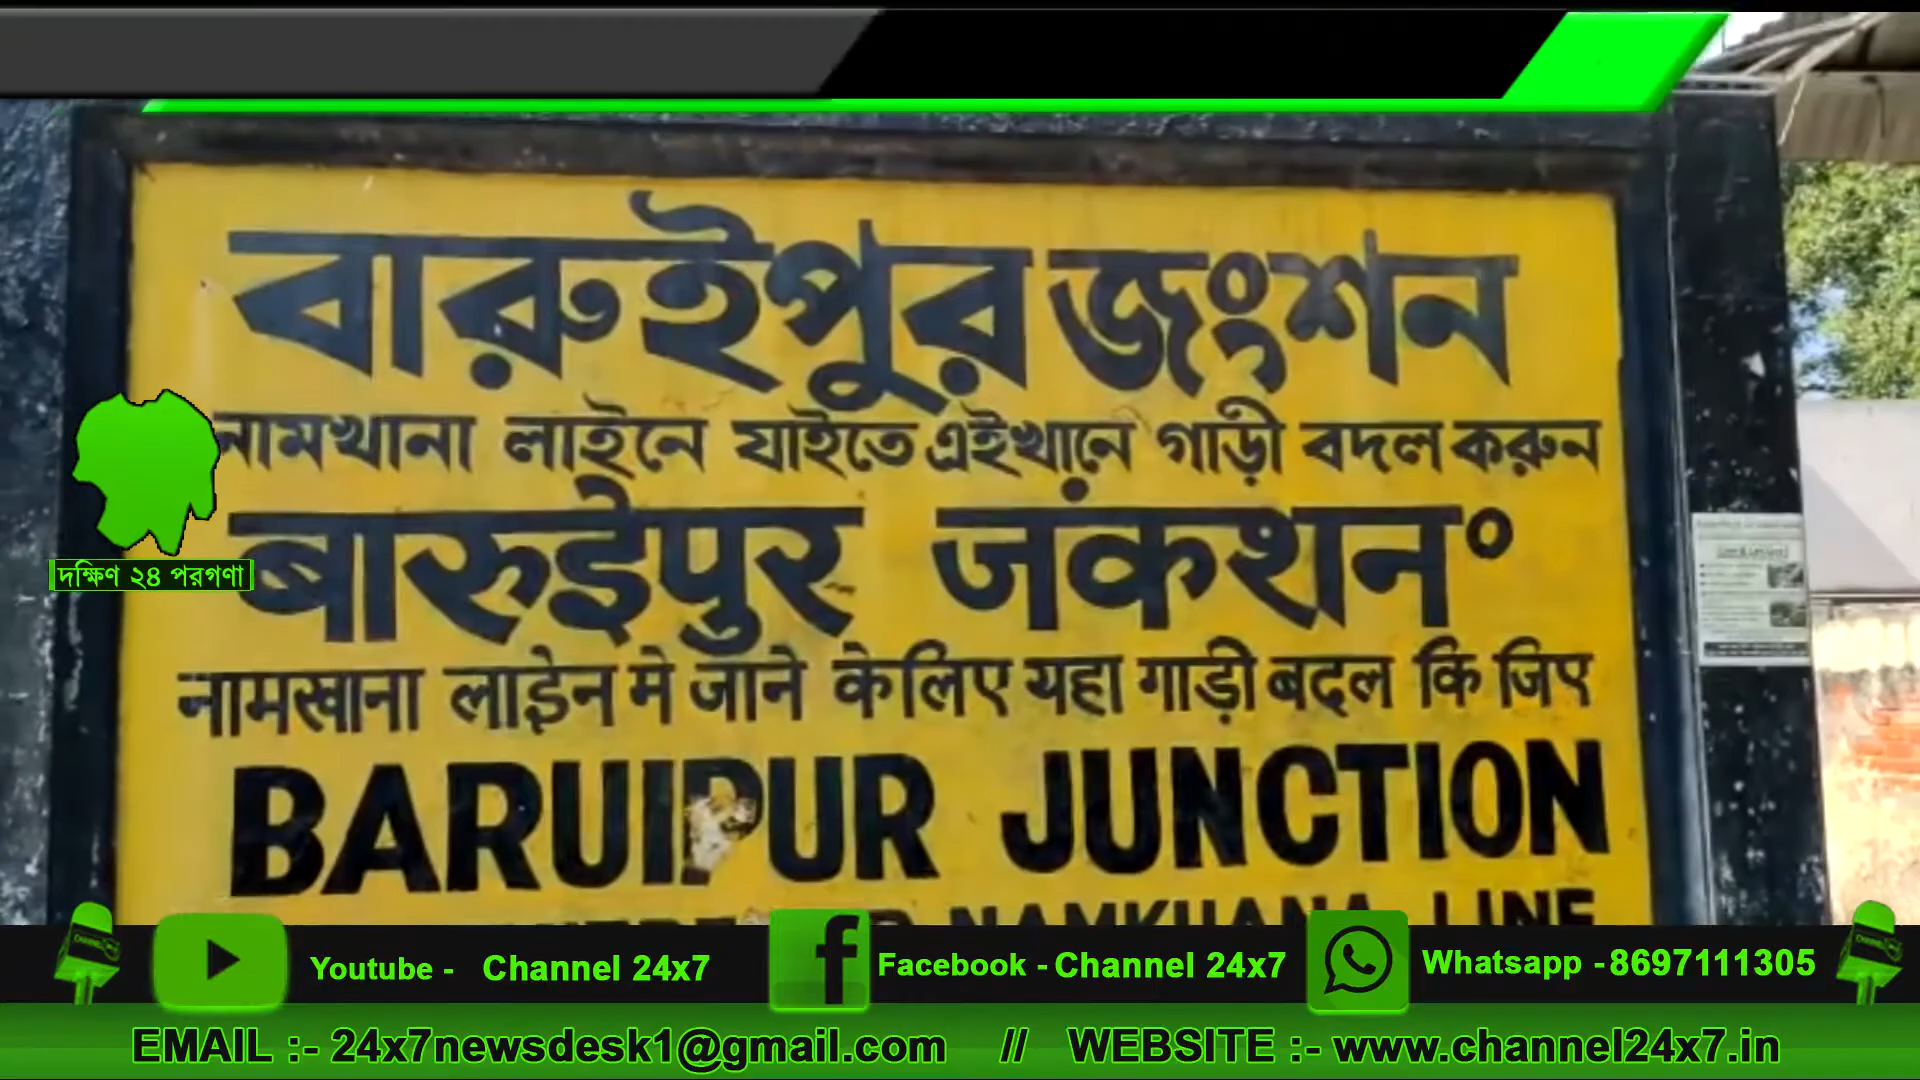 বারুইপুর জংশন
নামখানা লাইনে যাইতে এইখানে গাড়ী বদল করুন
बारुईपुर जंकशन°
नामखाना लाईन मे जाने के लिए यहा गाड़ी बदल कि जिए
BARUIPUR JUNCTION
NAMKHANA LINE
দক্ষিণ ২৪ পরগণা
Youtube - Channel 24x7
Facebook - Channel 24x7
Whatsapp - 8697111305
EMAIL :- 24x7newsdesk1@gmail.com // WEBSITE :- www.channel24x7.in